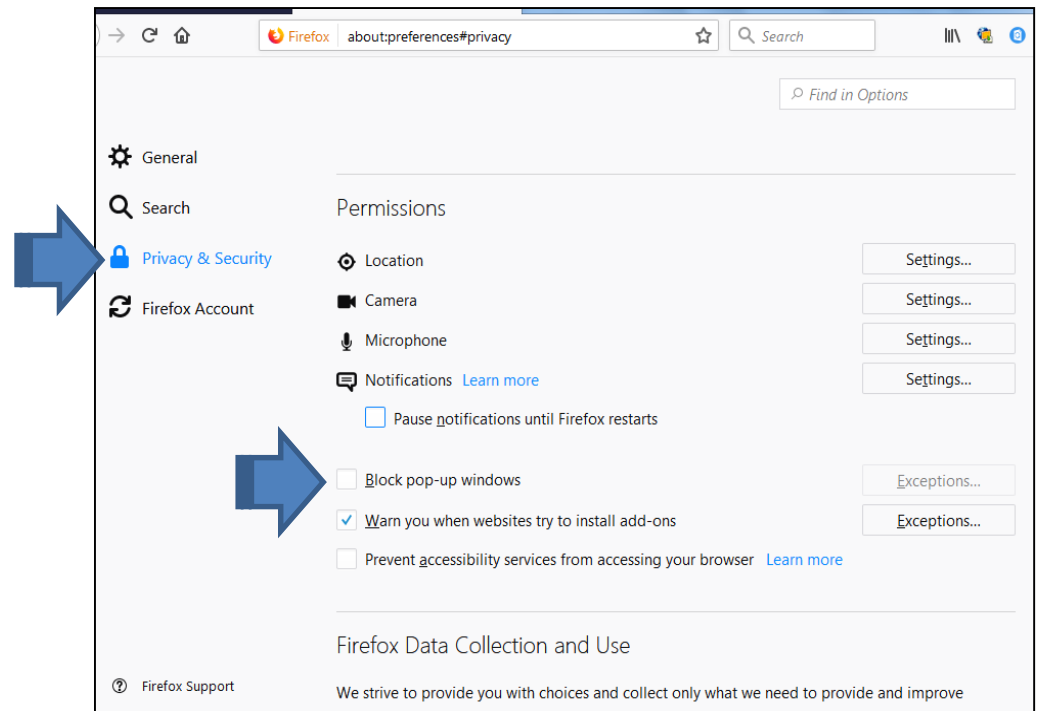 Firefox about:preferences#privacy Search
Find in Options
General
Search
Privacy & Security
Firefox Account
Permissions
Location Settings...
Camera Settings...
Microphone Settings...
Notifications Learn more Settings...
Pause notifications until Firefox restarts
Block pop-up windows Exceptions...
Warn you when websites try to install add-ons Exceptions...
Prevent accessibility services from accessing your browser Learn more
Firefox Data Collection and Use
We strive to provide you with choices and collect only what we need to provide and improve
Firefox Support